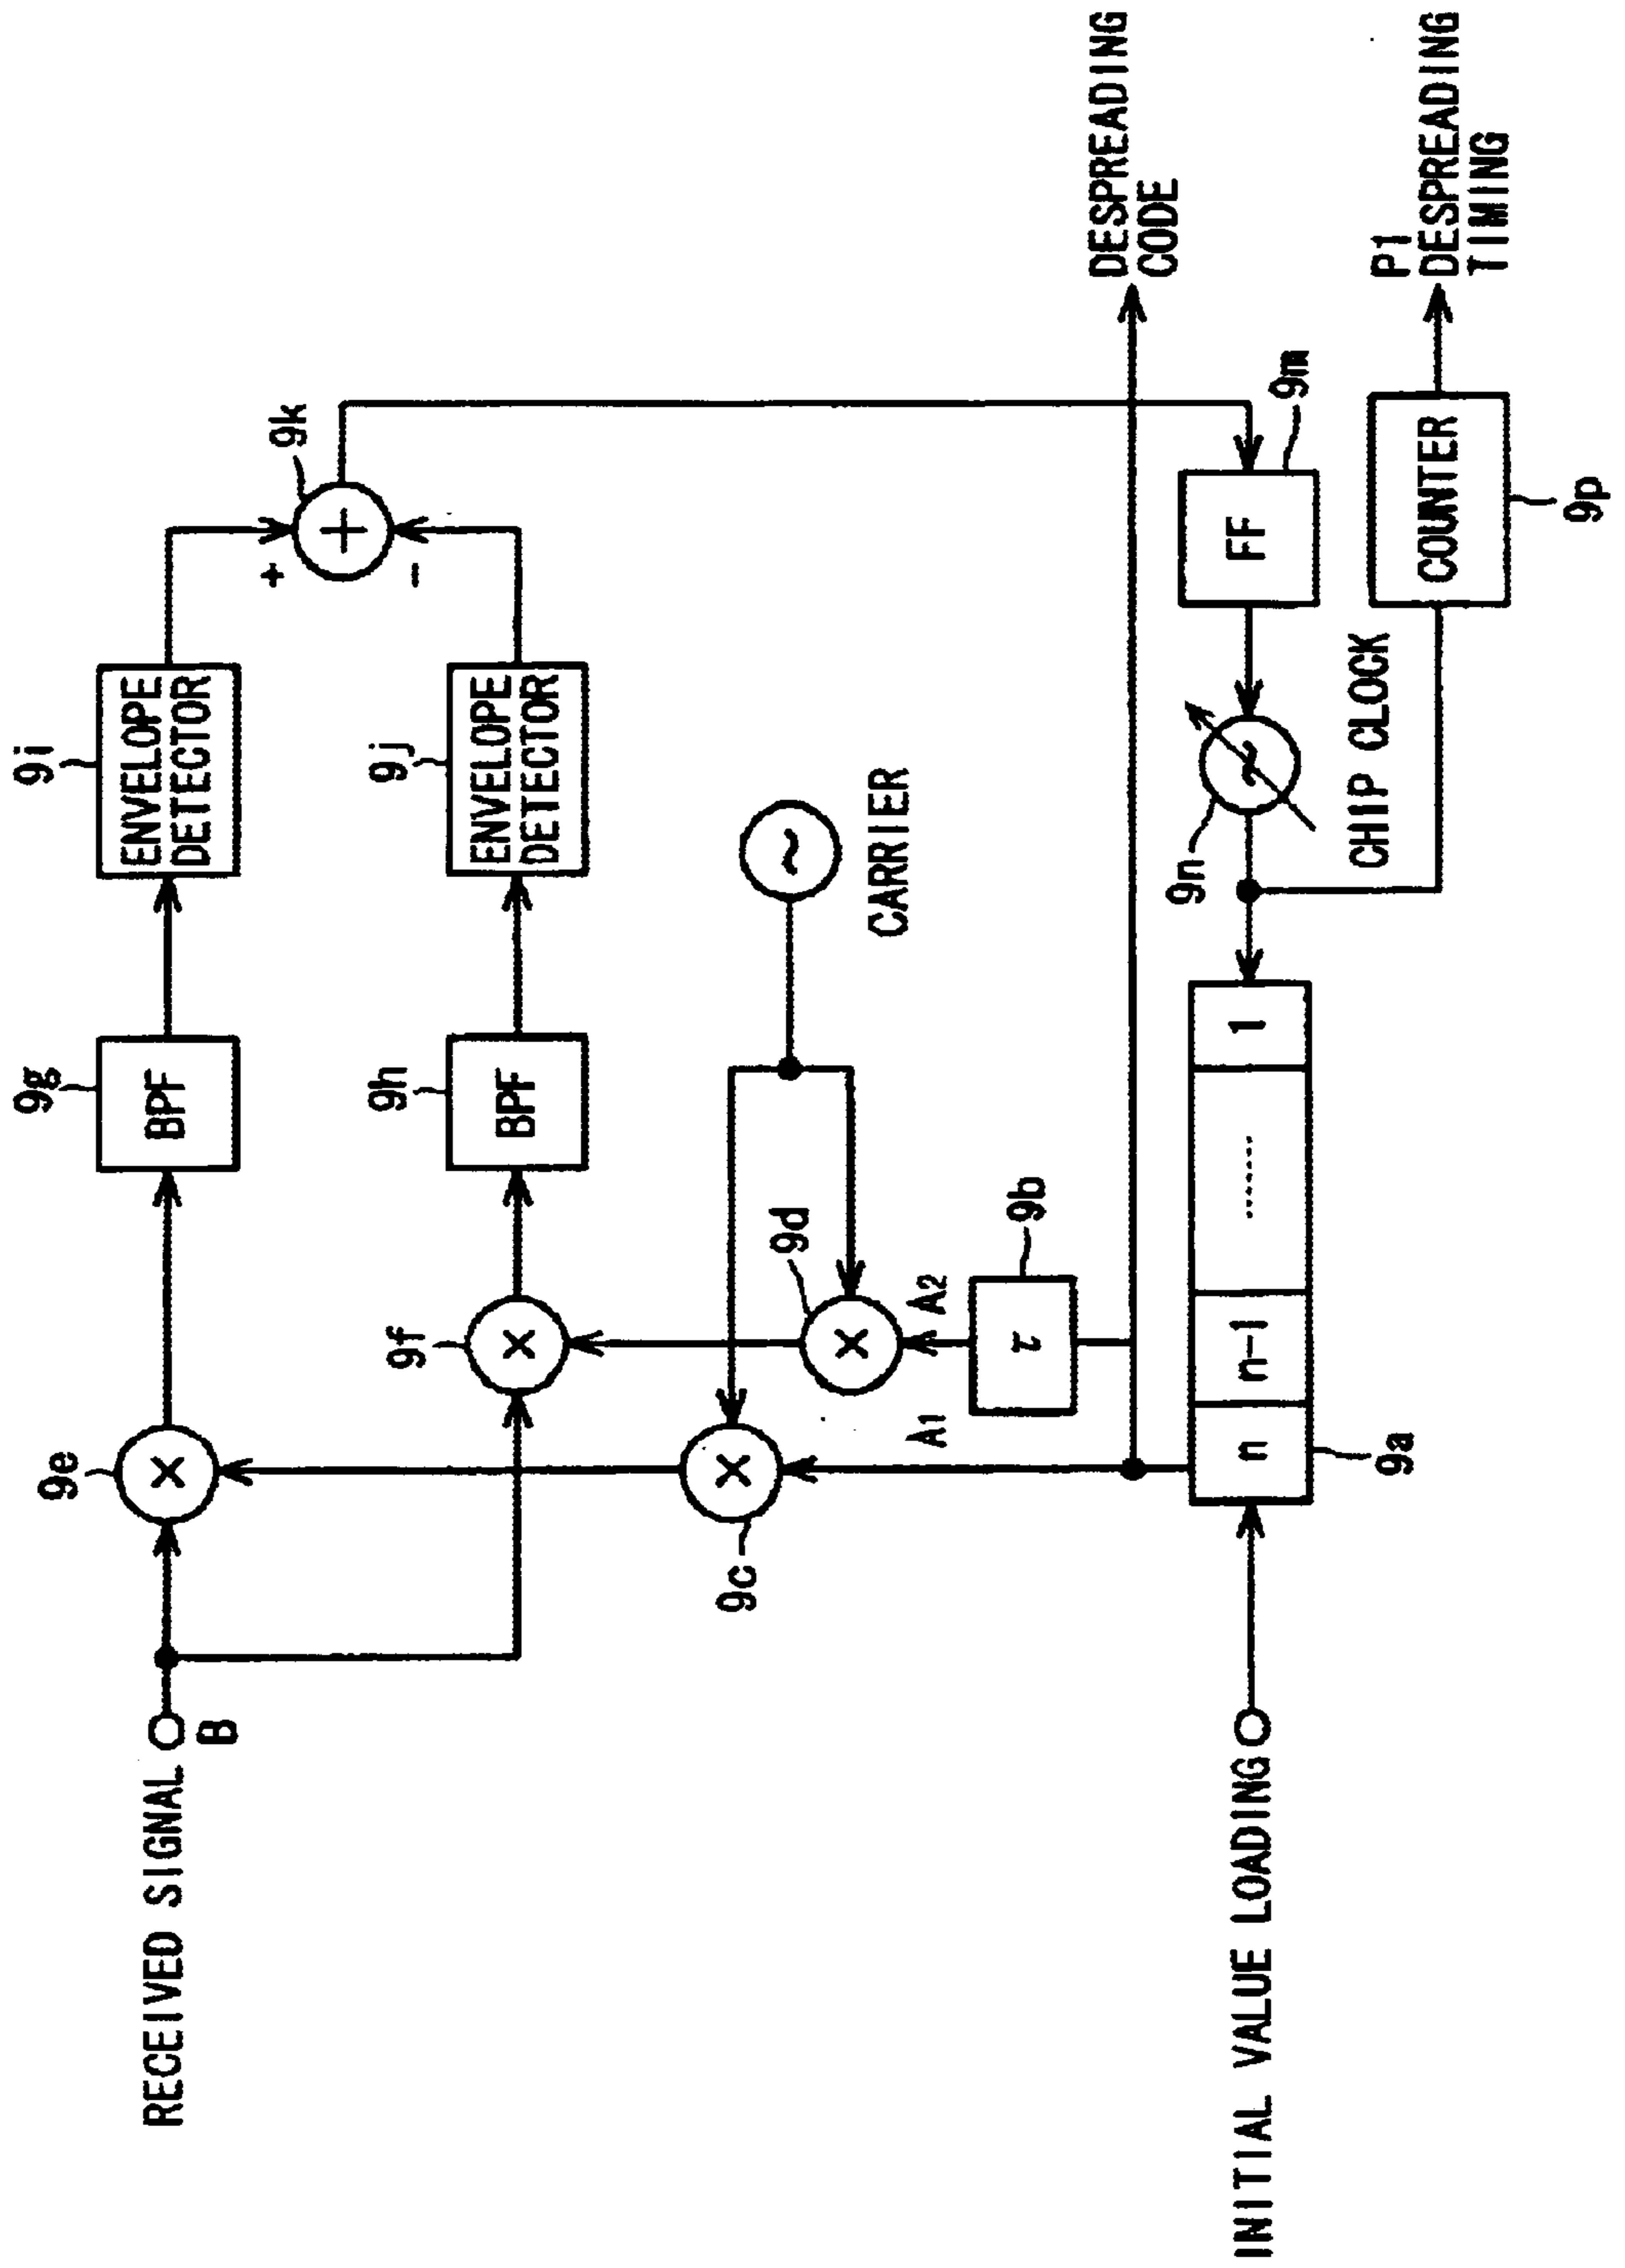 RECEIVED SIGNAL
B
9e
×
9g
BPF
9i
ENVELOPE
DETECTOR
9k
+
+
-
9f
×
9h
BPF
9j
ENVELOPE
DETECTOR
9c
×
9d
×
~
CARRIER
A1
A2
9b
τ
DESPREADING
CODE
INITIAL VALUE LOADING
n
n-1
.......
1
9a
9n
~
FF
9m
CHIP CLOCK
COUNTER
9p
P1
DESPREADING
TIMING